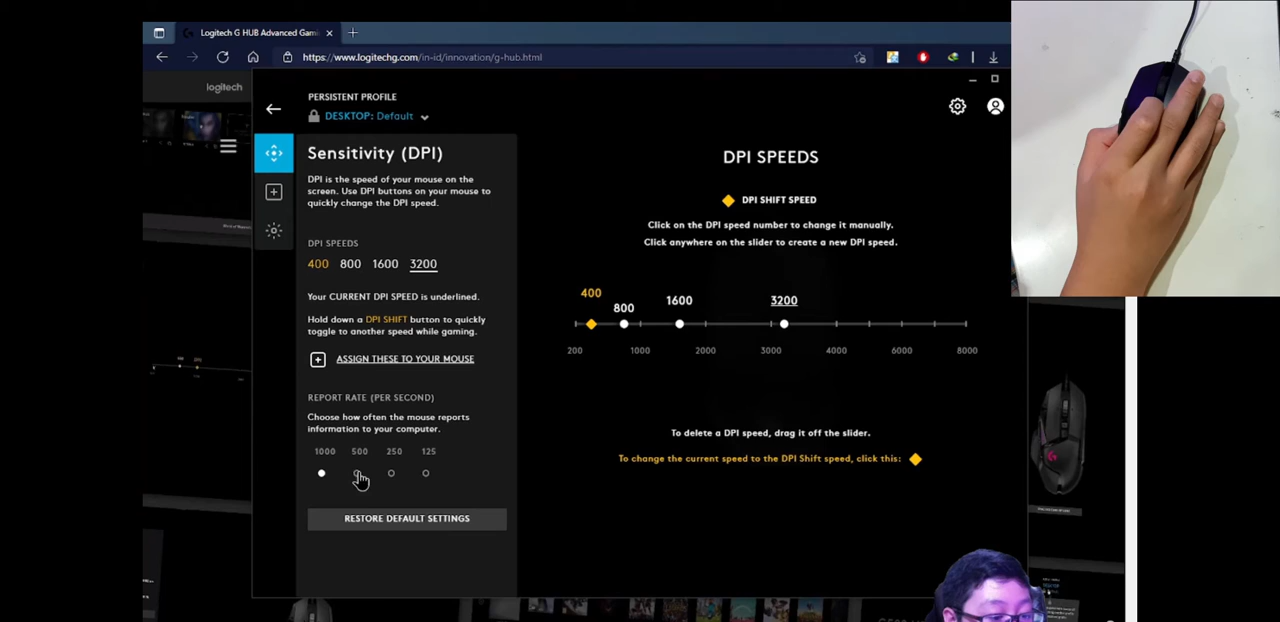 Logitech G HUB Advanced Gami
https://www.logitechg.com/in-id/innovation/g-hub.html
logitech
PERSISTENT PROFILE
DESKTOP: Default
Sensitivity (DPI)
DPI is the speed of your mouse on the
screen. Use DPI buttons on your mouse to
quickly change the DPI speed.
DPI SPEEDS
400 800 1600 3200
Your CURRENT DPI SPEED is underlined.
Hold down a DPI SHIFT button to quickly
toggle to another speed while gaming.
ASSIGN THESE TO YOUR MOUSE
REPORT RATE (PER SECOND)
Choose how often the mouse reports
information to your computer.
1000 500 250 125
RESTORE DEFAULT SETTINGS
DPI SPEEDS
DPI SHIFT SPEED
Click on the DPI speed number to change it manually.
Click anywhere on the slider to create a new DPI speed.
400 800 1600 3200
200 1000 2000 3000 4000 6000 8000
To delete a DPI speed, drag it off the slider.
To change the current speed to the DPI Shift speed, click this: